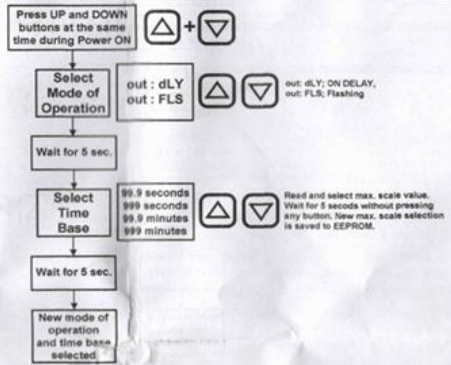 Press UP and DOWN
buttons at the same
time during Power ON
+
Select
Mode of
Operation
out : dLY
out : FLS
out: dLY; ON DELAY,
out: FLS; Flashing
Wait for 5 sec.
Select
Time
Base
99.9 seconds
999 seconds
99.9 minutes
999 minutes
Read and select max. scale value.
Wait for 5 secods without pressing
any button. New max. scale selection
is saved to EEPROM.
Wait for 5 sec.
New mode of
operation
and time base
selected